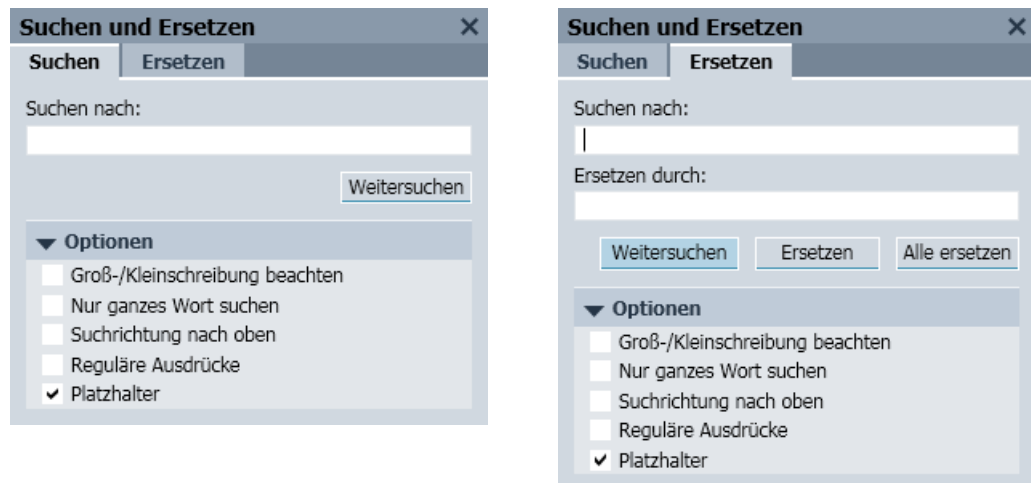 Suchen und Ersetzen
Suchen Ersetzen
Suchen nach:
Weitersuchen
Optionen
Groß-/Kleinschreibung beachten
Nur ganzes Wort suchen
Suchrichtung nach oben
Reguläre Ausdrücke
Platzhalter
Suchen und Ersetzen
Suchen Ersetzen
Suchen nach:
Ersetzen durch:
Weitersuchen Ersetzen Alle ersetzen
Optionen
Groß-/Kleinschreibung beachten
Nur ganzes Wort suchen
Suchrichtung nach oben
Reguläre Ausdrücke
Platzhalter